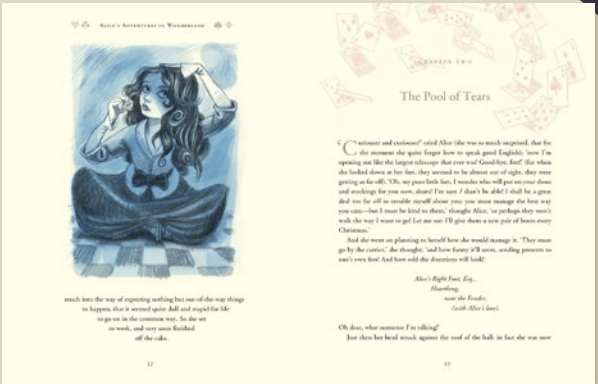 Alice's Adventures in Wonderland
much into the way of expecting nothing but out-of-the-way things
to happen, that it seemed quite dull and stupid for life
to go on in the common way. So she set
to work, and very soon finished
off the cake.
12
CHAPTER TWO
The Pool of Tears
'Curiouser and curiouser!' cried Alice (she was so much surprised, that for
the moment she quite forgot how to speak good English); 'now I'm
opening out like the largest telescope that ever was! Good-bye, feet!' (for when
she looked down at her feet, they seemed to be almost out of sight, they were
getting so far off). 'Oh, my poor little feet, I wonder who will put on your shoes
and stockings for you now, dears? I'm sure I shan't be able! I shall be a great
deal too far off to trouble myself about you: you must manage the best way
you can;—but I must be kind to them,' thought Alice, 'or perhaps they won't
walk the way I want to go! Let me see: I'll give them a new pair of boots every
Christmas.'
And she went on planning to herself how she would manage it. 'They must
go by the carrier,' she thought; 'and how funny it'll seem, sending presents to
one's own feet! And how odd the directions will look!
Alice's Right Foot, Esq.,
Hearthrug,
near the Fender,
(with Alice's love).
Oh dear, what nonsense I'm talking!'
Just then her head struck against the roof of the hall: in fact she was now
13